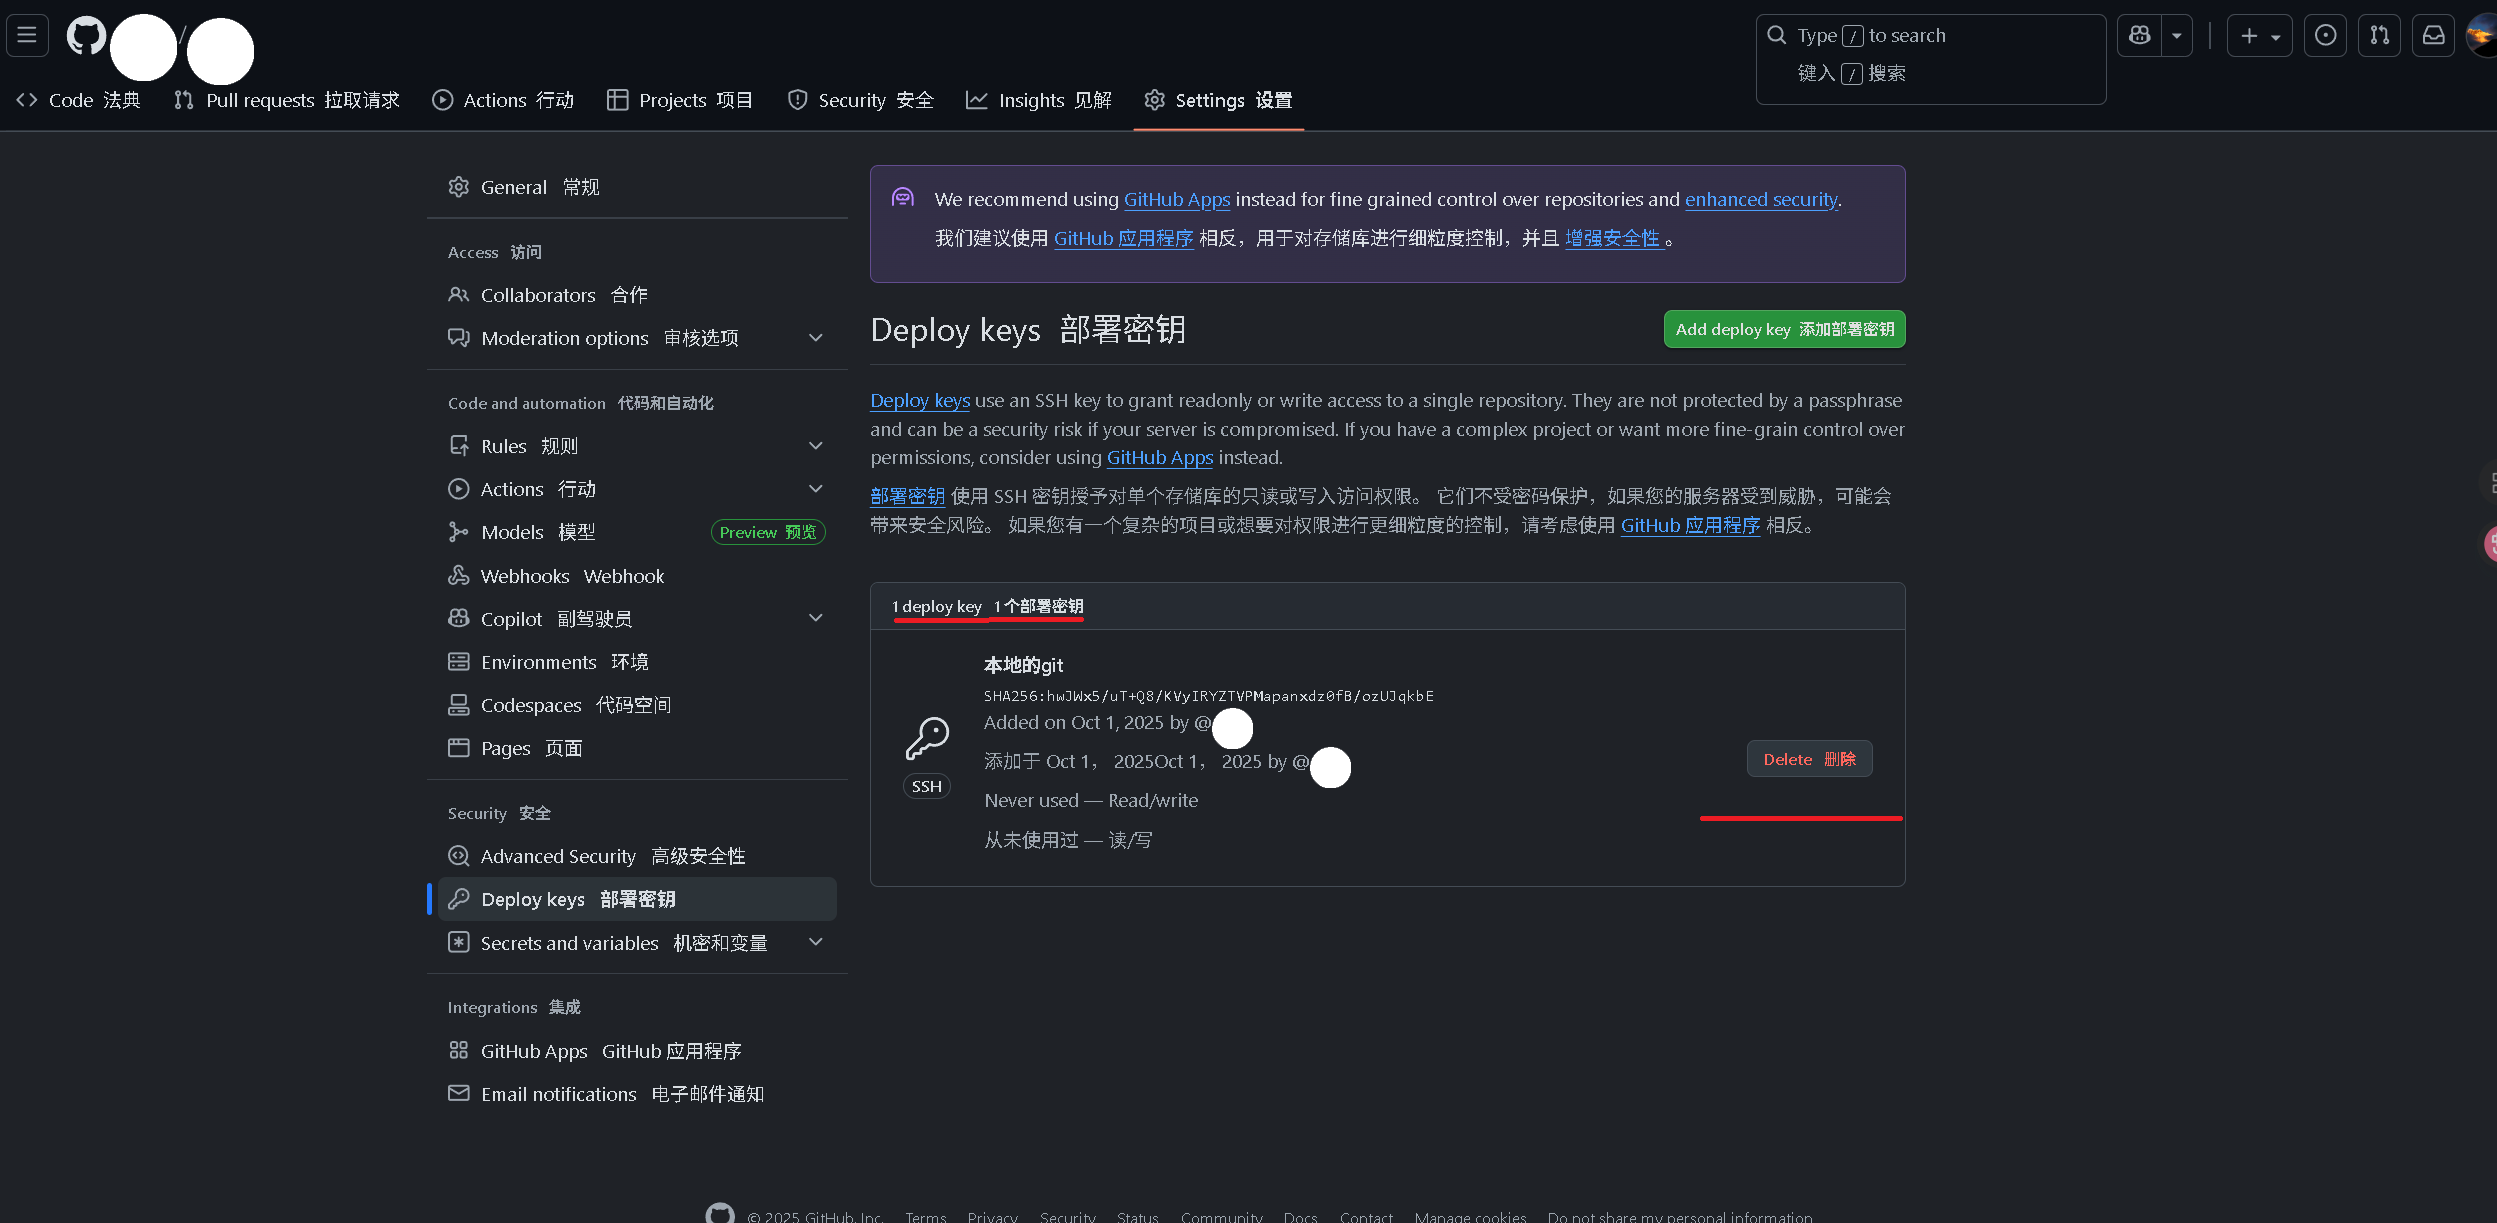 /
Type / to search
键入 / 搜索
Code 法典 Pull requests 拉取请求 Actions 行动 Projects 项目 Security 安全 Insights 见解 Settings 设置
General 常规
Access 访问
Collaborators 合作
Moderation options 审核选项
Code and automation 代码和自动化
Rules 规则
Actions 行动
Models 模型 Preview 预览
Webhooks Webhook
Copilot 副驾驶员
Environments 环境
Codespaces 代码空间
Pages 页面
Security 安全
Advanced Security 高级安全性
Deploy keys 部署密钥
Secrets and variables 机密和变量
Integrations 集成
GitHub Apps GitHub 应用程序
Email notifications 电子邮件通知
We recommend using GitHub Apps instead for fine grained control over repositories and enhanced security.
我们建议使用 GitHub 应用程序 相反，用于对存储库进行细粒度控制，并且 增强安全性 。
Deploy keys 部署密钥
Add deploy key 添加部署密钥
Deploy keys use an SSH key to grant readonly or write access to a single repository. They are not protected by a passphrase
and can be a security risk if your server is compromised. If you have a complex project or want more fine-grain control over
permissions, consider using GitHub Apps instead.
部署密钥 使用 SSH 密钥授予对单个存储库的只读或写入访问权限。 它们不受密码保护，如果您的服务器受到威胁，可能会
带来安全风险。 如果您有一个复杂的项目或想要对权限进行更细粒度的控制，请考虑使用 GitHub 应用程序 相反。
1 deploy key 1 个部署密钥
本地的git
SHA256:hwJWx5/uT+Q8/KVyIRYZTVPMapanxdz0fB/ozUJqkbE
Added on Oct 1, 2025 by @
添加于 Oct 1， 2025Oct 1， 2025 by @
Never used — Read/write
从未使用过 — 读/写
SSH
Delete 删除
© 2025 GitHub, Inc. Terms Privacy Security Status Community Docs Contact Manage cookies Do not share my personal information